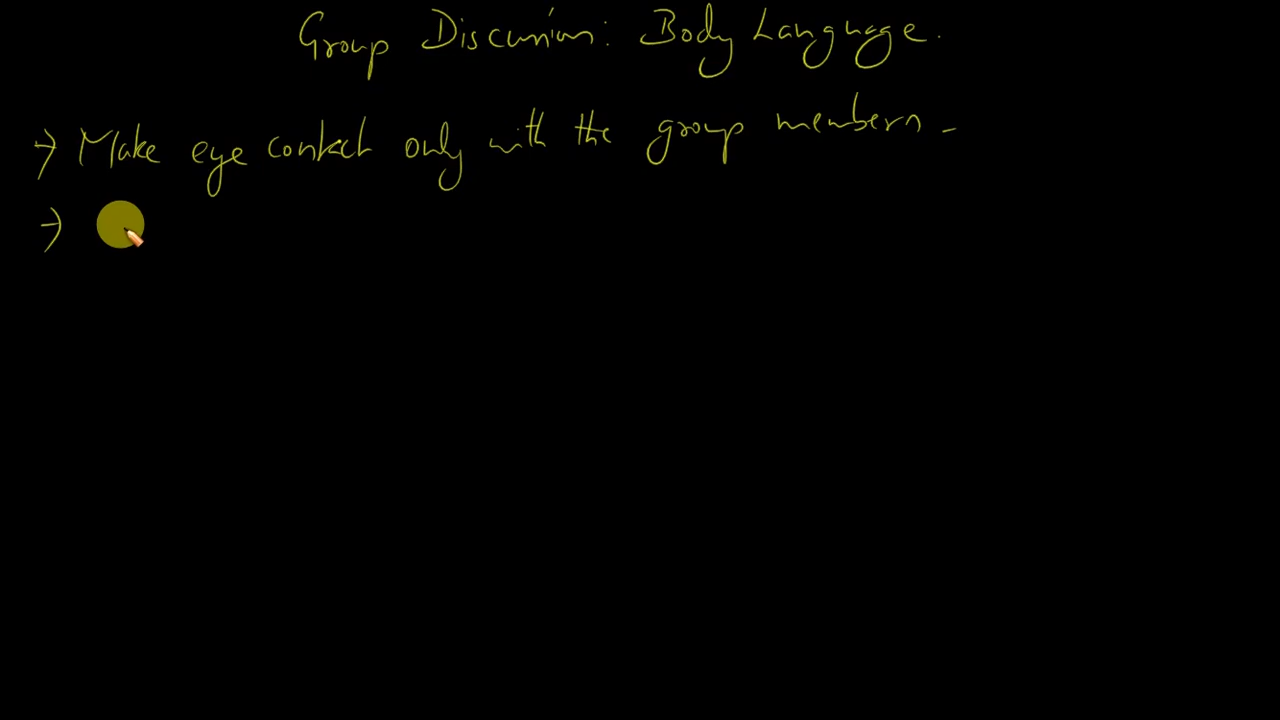 Group Discussion: Body Language.
→ Make eye contact only with the group members -
→